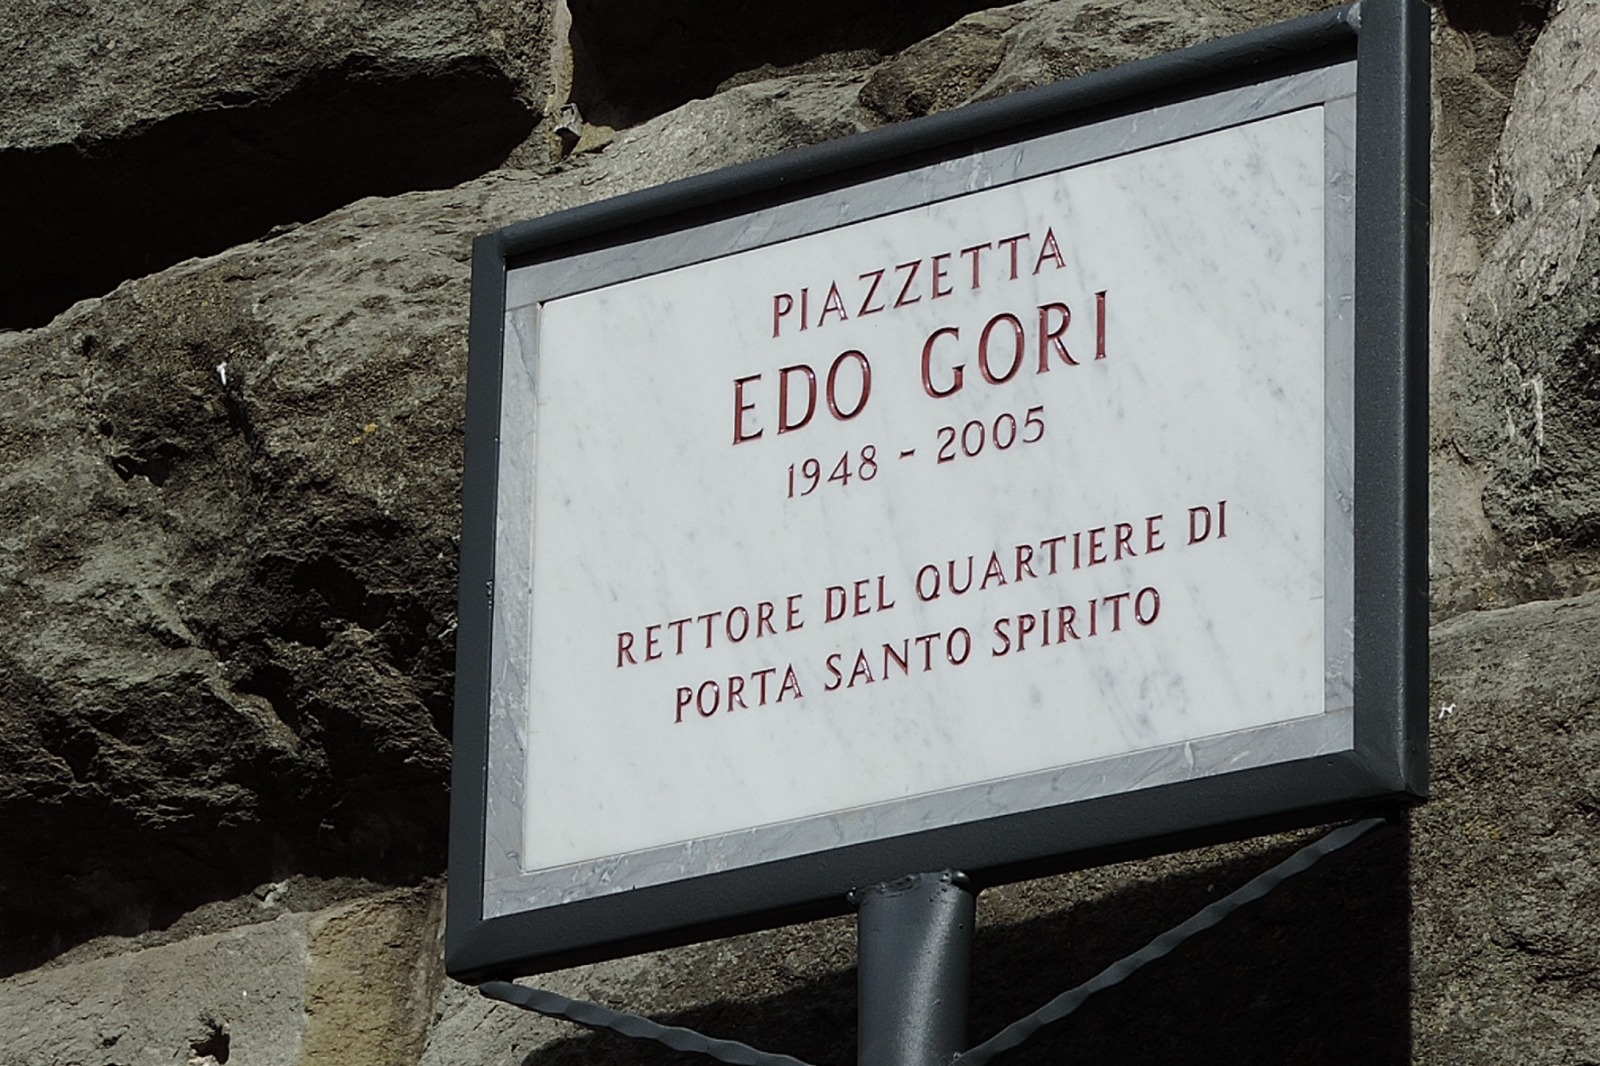 PIAZZETTA
EDO GORI
1948 - 2005
RETTORE DEL QUARTIERE DI
PORTA SANTO SPIRITO